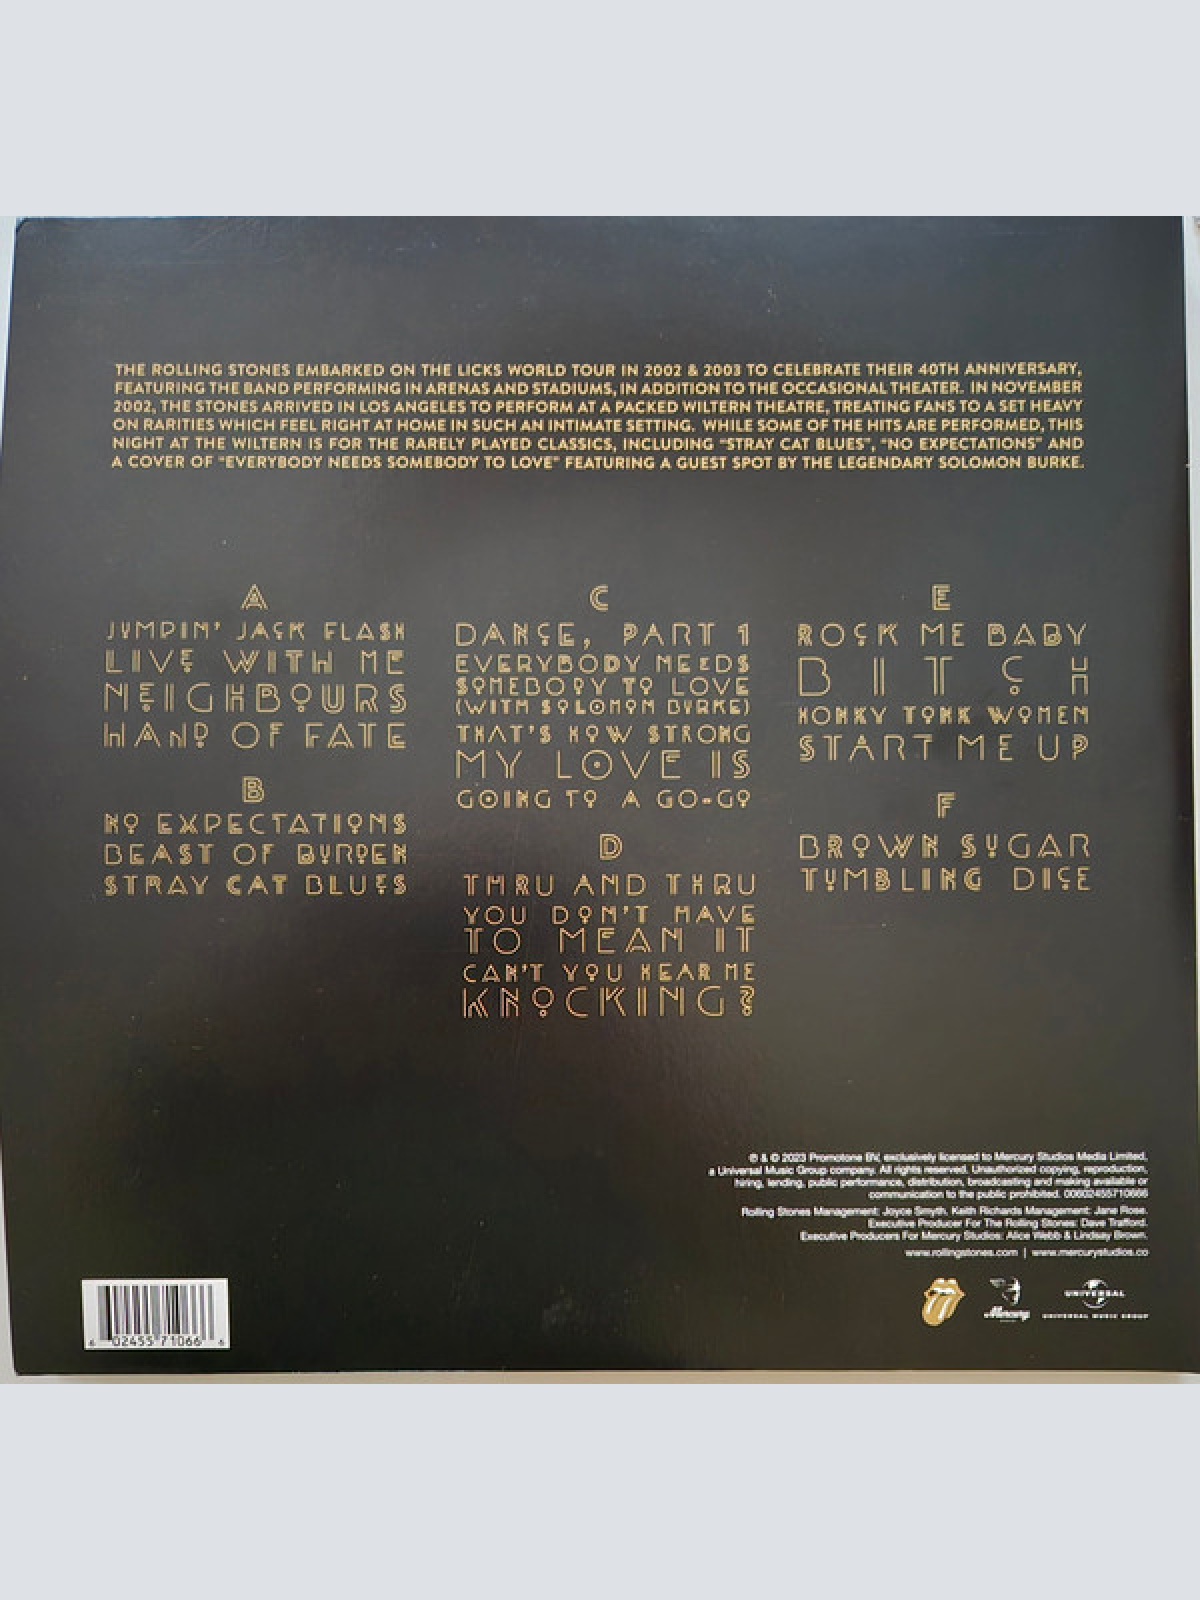 THE ROLLING STONES EMBARKED ON THE LICKS WORLD TOUR IN 2002 & 2003 TO CELEBRATE THEIR 40TH ANNIVERSARY,
FEATURING THE BAND PERFORMING IN ARENAS AND STADIUMS, IN ADDITION TO THE OCCASIONAL THEATER. IN NOVEMBER
2002, THE STONES ARRIVED IN LOS ANGELES TO PERFORM AT A PACKED WILTERN THEATRE, TREATING FANS TO A SET HEAVY
ON RARITIES WHICH FEEL RIGHT AT HOME IN SUCH AN INTIMATE SETTING. WHILE SOME OF THE HITS ARE PERFORMED, THIS
NIGHT AT THE WILTERN IS FOR THE RARELY PLAYED CLASSICS, INCLUDING "STRAY CAT BLUES", "NO EXPECTATIONS" AND
A COVER OF "EVERYBODY NEEDS SOMEBODY TO LOVE" FEATURING A GUEST SPOT BY THE LEGENDARY SOLOMON BURKE.
A
JUMPIN' JACK FLASH
LIVE WITH ME
NEIGHBOURS
HAND OF FATE
B
NO EXPECTATIONS
BEAST OF BURDEN
STRAY CAT BLUES
C
DANCE, PART 1
EVERYBODY NEEDS
SOMEBODY TO LOVE
(WITH SOLOMON BURKE)
THAT'S HOW STRONG
MY LOVE IS
GOING TO A GO-GO
D
THRU AND THRU
YOU DON'T HAVE
TO MEAN IT
CAN'T YOU HEAR ME
KNOCKING?
E
ROCK ME BABY
BITCH
HONKY TONK WOMEN
START ME UP
F
BROWN SUGAR
TUMBLING DICE
℗ & © 2023 Promotone BV, exclusively licensed to Mercury Studios Media Limited,
a Universal Music Group company. All rights reserved. Unauthorized copying, reproduction,
hiring, lending, public performance, distribution, broadcasting and making available or
communication to the public prohibited. 00602455710666
Rolling Stones Management: Joyce Smyth. Keith Richards Management: Jane Rose.
Executive Producer For The Rolling Stones: Dave Trafford.
Executive Producers For Mercury Studios: Alice Webb & Lindsay Brown.
www.rollingstones.com | www.mercurystudios.co
Mercury
UNIVERSAL
UNIVERSAL MUSIC GROUP
6 02455 71066 6